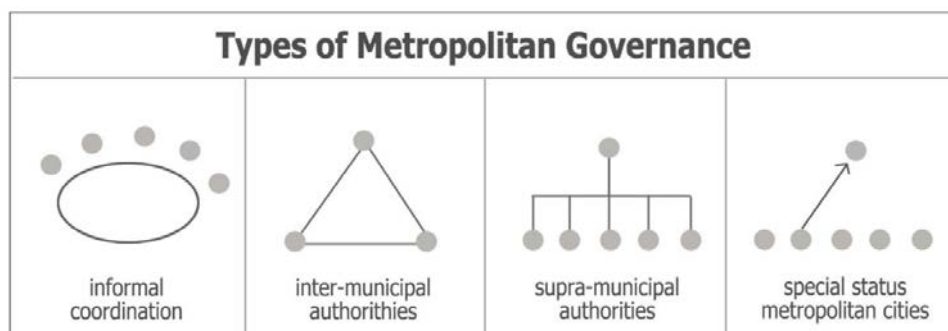 Types of Metropolitan Governance
informal
coordination
inter-municipal
authorithies
supra-municipal
authorities
special status
metropolitan cities